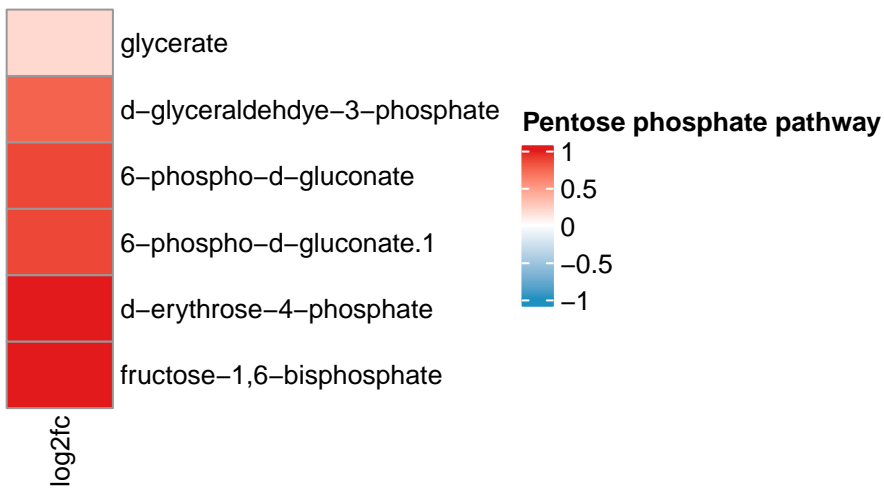 glycerate
d−glyceraldehdye−3−phosphate
6−phospho−d−gluconate
6−phospho−d−gluconate.1
d−erythrose−4−phosphate
fructose−1,6−bisphosphate
log2fc
Pentose phosphate pathway
1
0.5
0
−0.5
−1